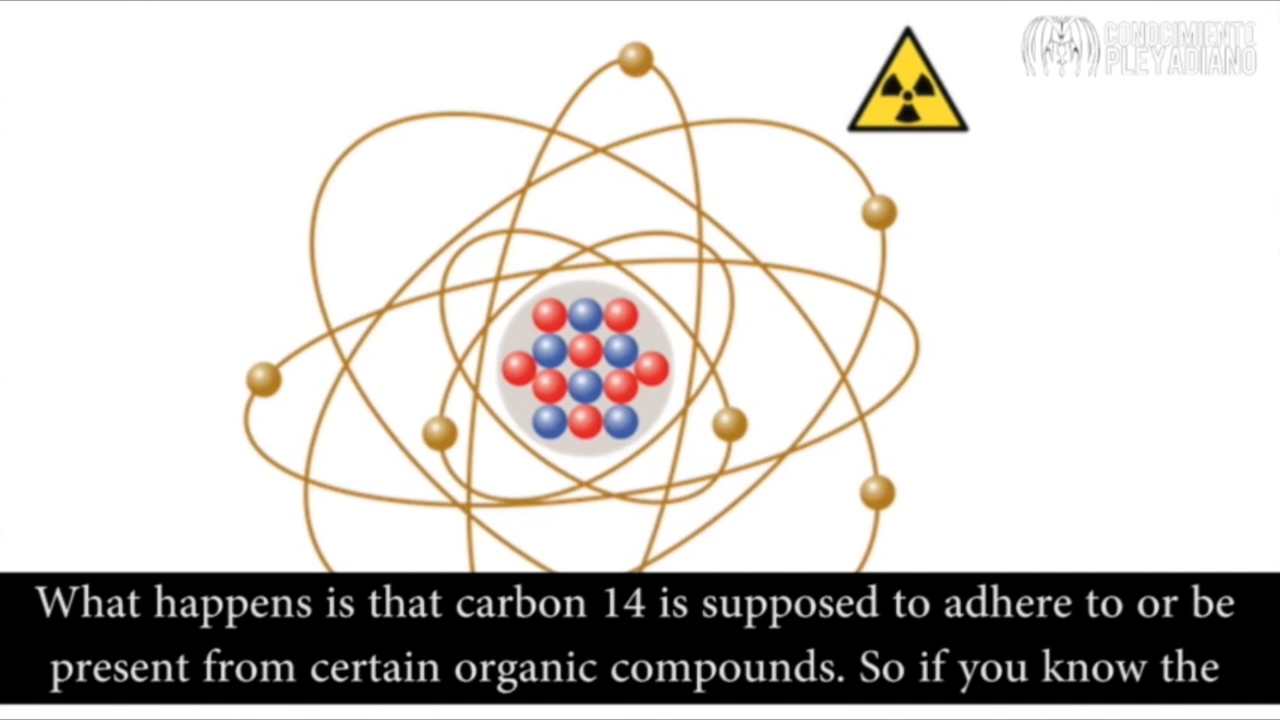 CONOCIMIENTO
PLEYADIANO
What happens is that carbon 14 is supposed to adhere to or be
present from certain organic compounds. So if you know the